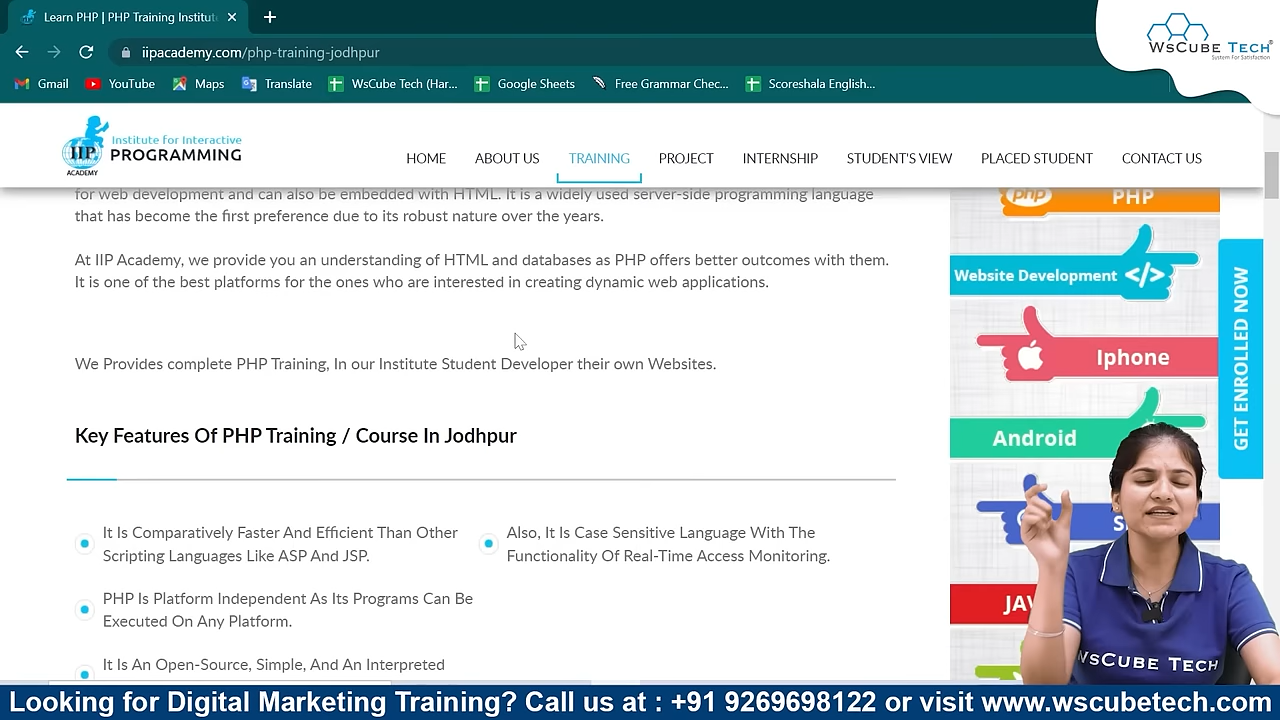 Learn PHP | PHP Training Institut
iipacademy.com/php-training-jodhpur
WsCube Tech®
System For Satisfaction
Gmail YouTube Maps Translate WsCube Tech (Har... Google Sheets Free Grammar Chec... Scoreshala English...
IIP
ACADEMY
Institute for Interactive
PROGRAMMING
HOME ABOUT US TRAINING PROJECT INTERNSHIP STUDENT'S VIEW PLACED STUDENT CONTACT US
for web development and can also be embedded with HTML. It is a widely used server-side programming language
that has become the first preference due to its robust nature over the years.
At IIP Academy, we provide you an understanding of HTML and databases as PHP offers better outcomes with them.
It is one of the best platforms for the ones who are interested in creating dynamic web applications.
We Provides complete PHP Training, In our Institute Student Developer their own Websites.
Key Features Of PHP Training / Course In Jodhpur
It Is Comparatively Faster And Efficient Than Other
Scripting Languages Like ASP And JSP.
Also, It Is Case Sensitive Language With The
Functionality Of Real-Time Access Monitoring.
PHP Is Platform Independent As Its Programs Can Be
Executed On Any Platform.
It Is An Open-Source, Simple, And An Interpreted
php PHP
Website Development </>
Iphone
Android
JAV
GET ENROLLED NOW
WSCUBE TECH
Looking for Digital Marketing Training? Call us at : +91 9269698122 or visit www.wscubetech.com